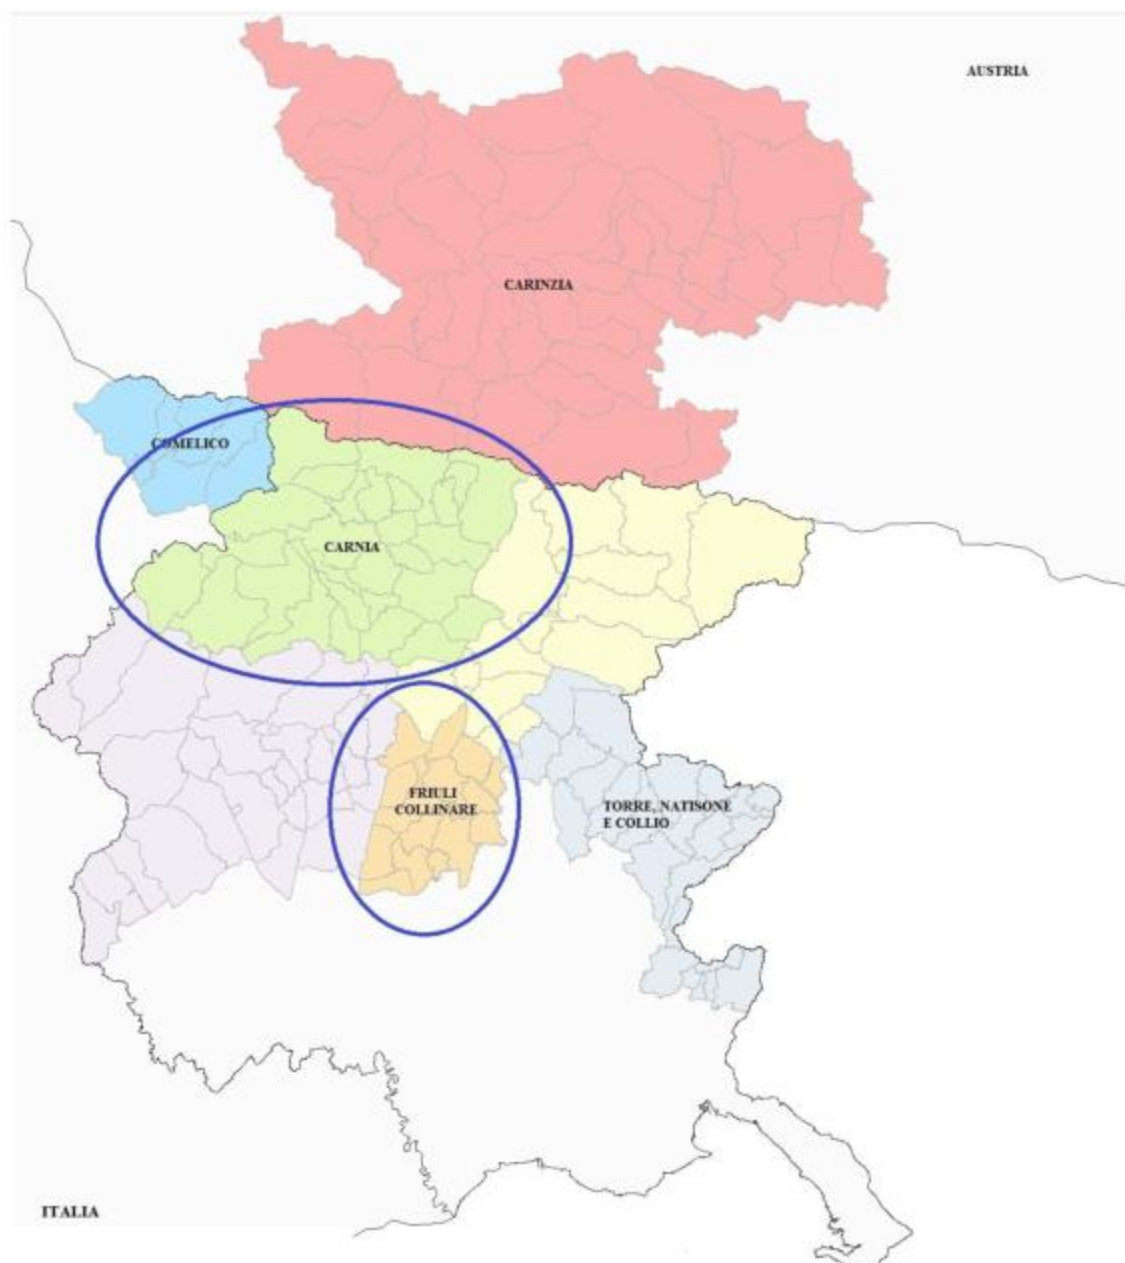 AUSTRIA
CARINZIA
COMELICO
CARNIA
FRIULI
COLLINARE
TORRE, NATISONE
E COLLIO
ITALIA